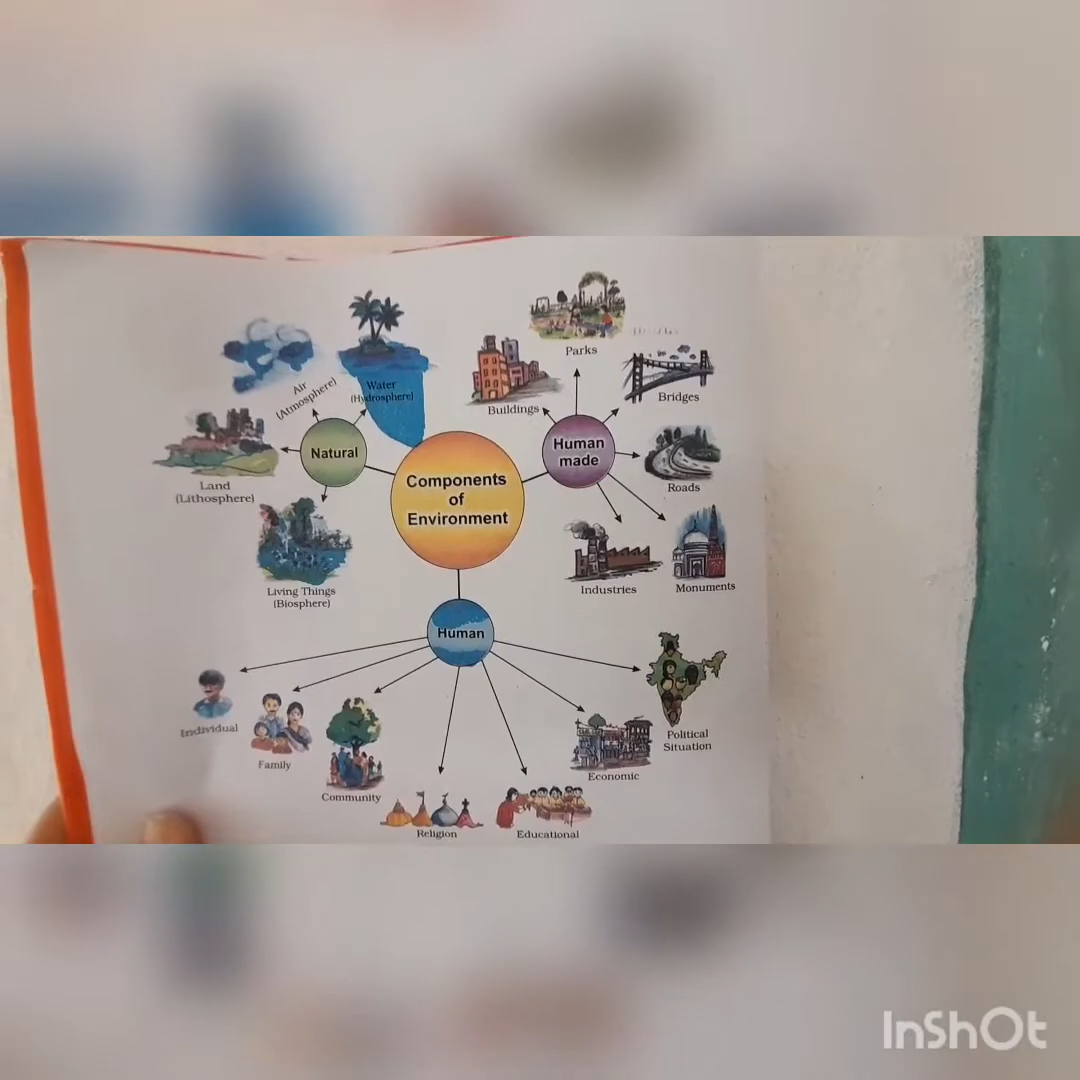 Components
of
Environment
Natural
Air
(Atmosphere)
Water
(Hydrosphere)
Land
(Lithosphere)
Living Things
(Biosphere)
Human
made
Buildings
Parks
Bridges
Roads
Monuments
Industries
Human
Individual
Family
Community
Religion
Educational
Economic
Political
Situation
InShOt